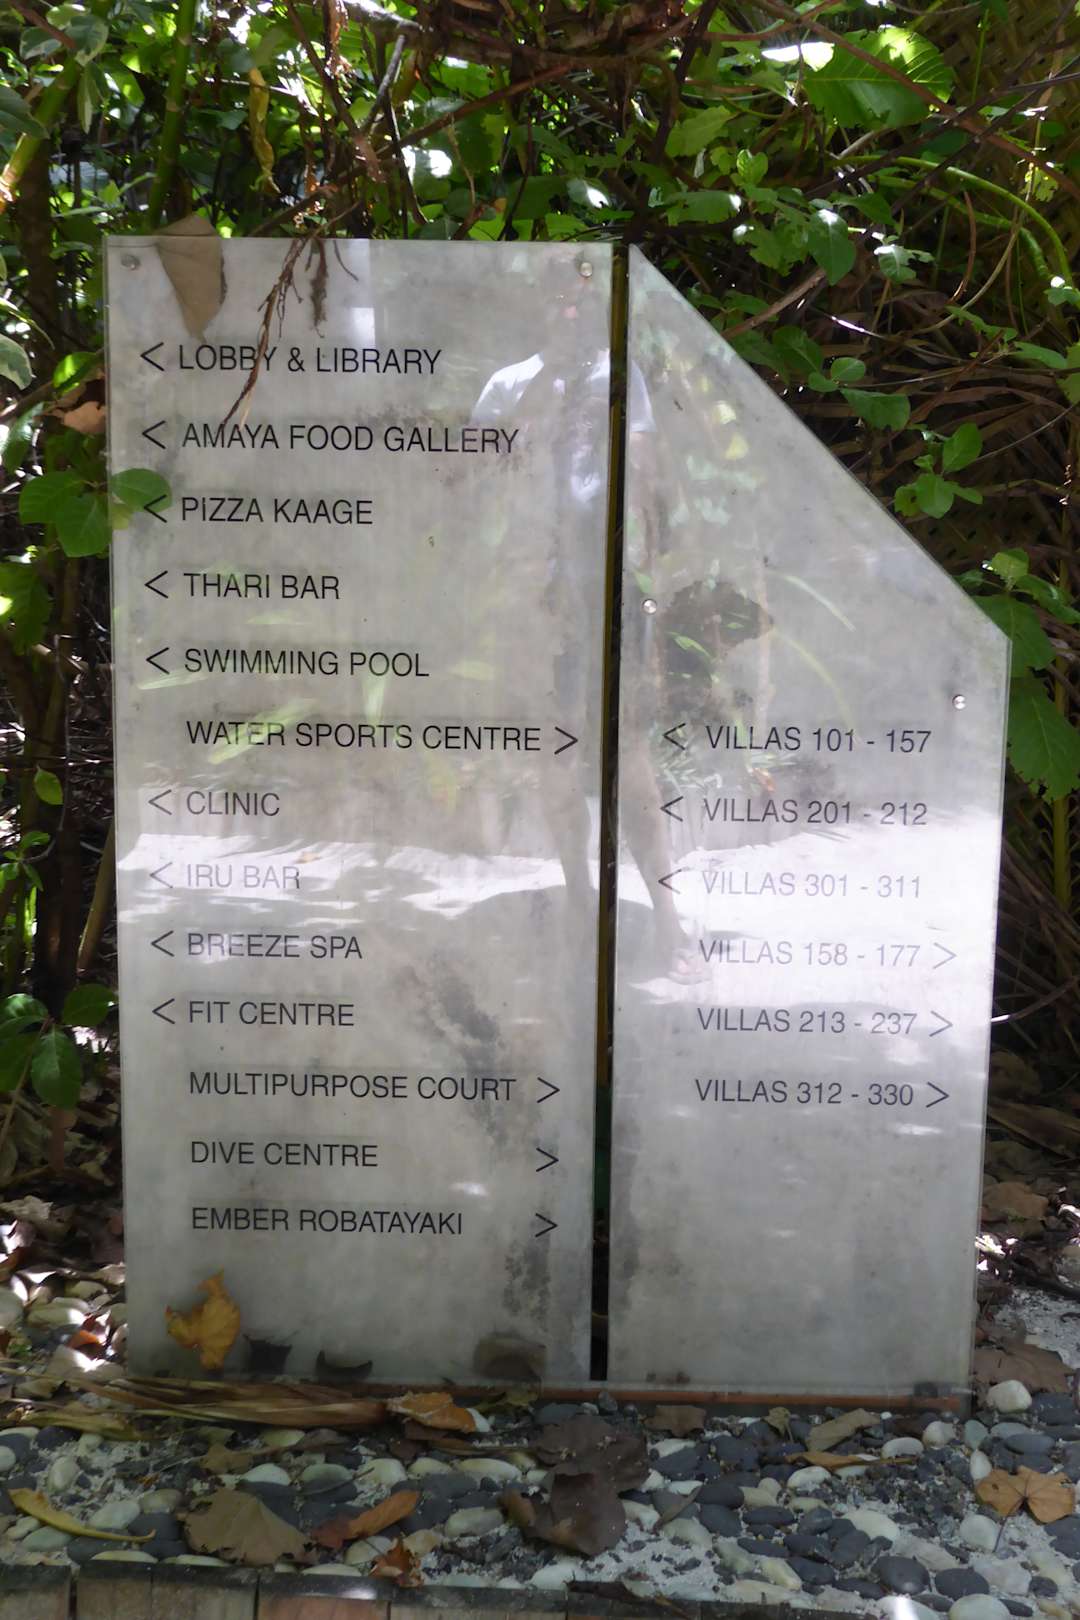 < LOBBY & LIBRARY
< AMAYA FOOD GALLERY
< PIZZA KAAGE
< THARI BAR
< SWIMMING POOL
WATER SPORTS CENTRE >
< CLINIC
< IRU BAR
< BREEZE SPA
< FIT CENTRE
MULTIPURPOSE COURT >
DIVE CENTRE >
EMBER ROBATAYAKI >
< VILLAS 101 - 157
< VILLAS 201 - 212
< VILLAS 301 - 311
VILLAS 158 - 177 >
VILLAS 213 - 237 >
VILLAS 312 - 330 >